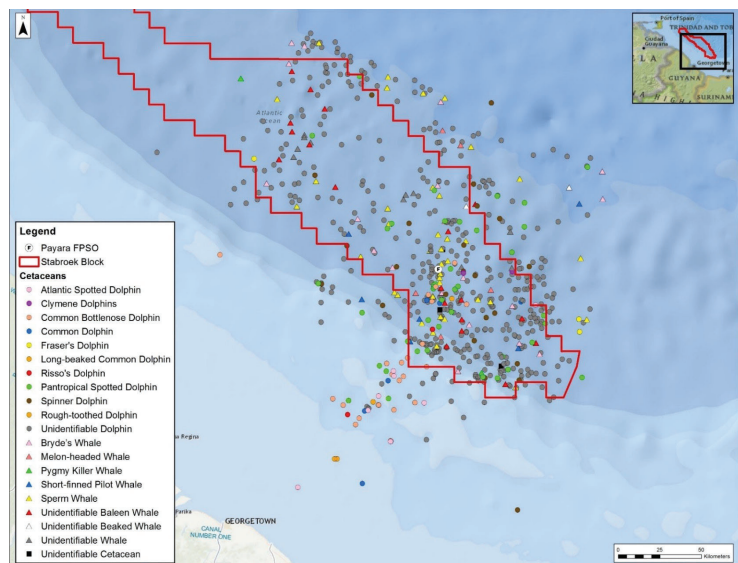 N
Port of Spain
TRINIDAD AND TOB
Ciudad
Guayana
Georgetown
GUYANA
SURINAM
Atlantic
Ocean
Legend
P Payara FPSO
Stabroek Block
Cetaceans
Atlantic Spotted Dolphin
Clymene Dolphins
Common Bottlenose Dolphin
Common Dolphin
Fraser's Dolphin
Long-beaked Common Dolphin
Risso's Dolphin
Pantropical Spotted Dolphin
Spinner Dolphin
Rough-toothed Dolphin
Unidentifiable Dolphin
Bryde's Whale
Melon-headed Whale
Pygmy Killer Whale
Short-finned Pilot Whale
Sperm Whale
Unidentifiable Baleen Whale
Unidentifiable Beaked Whale
Unidentifiable Whale
Unidentifiable Cetacean
P
na Regina
Parika
GEORGETOWN
CANAL
NUMBER ONE
0 25 50
Kilometers